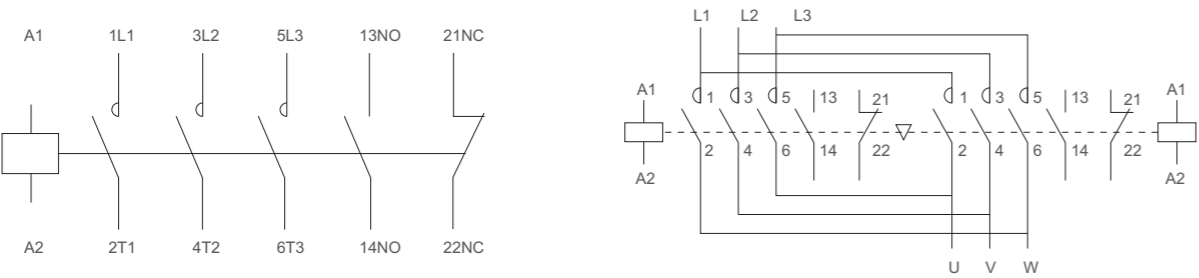 A1 1L1 3L2 5L3 13NO 21NC
A2 2T1 4T2 6T3 14NO 22NC
L1 L2 L3
A1 1 3 5 13 21 1 3 5 13 21 A1
2 4 6 14 22 2 4 6 14 22
A2 A2
U V W